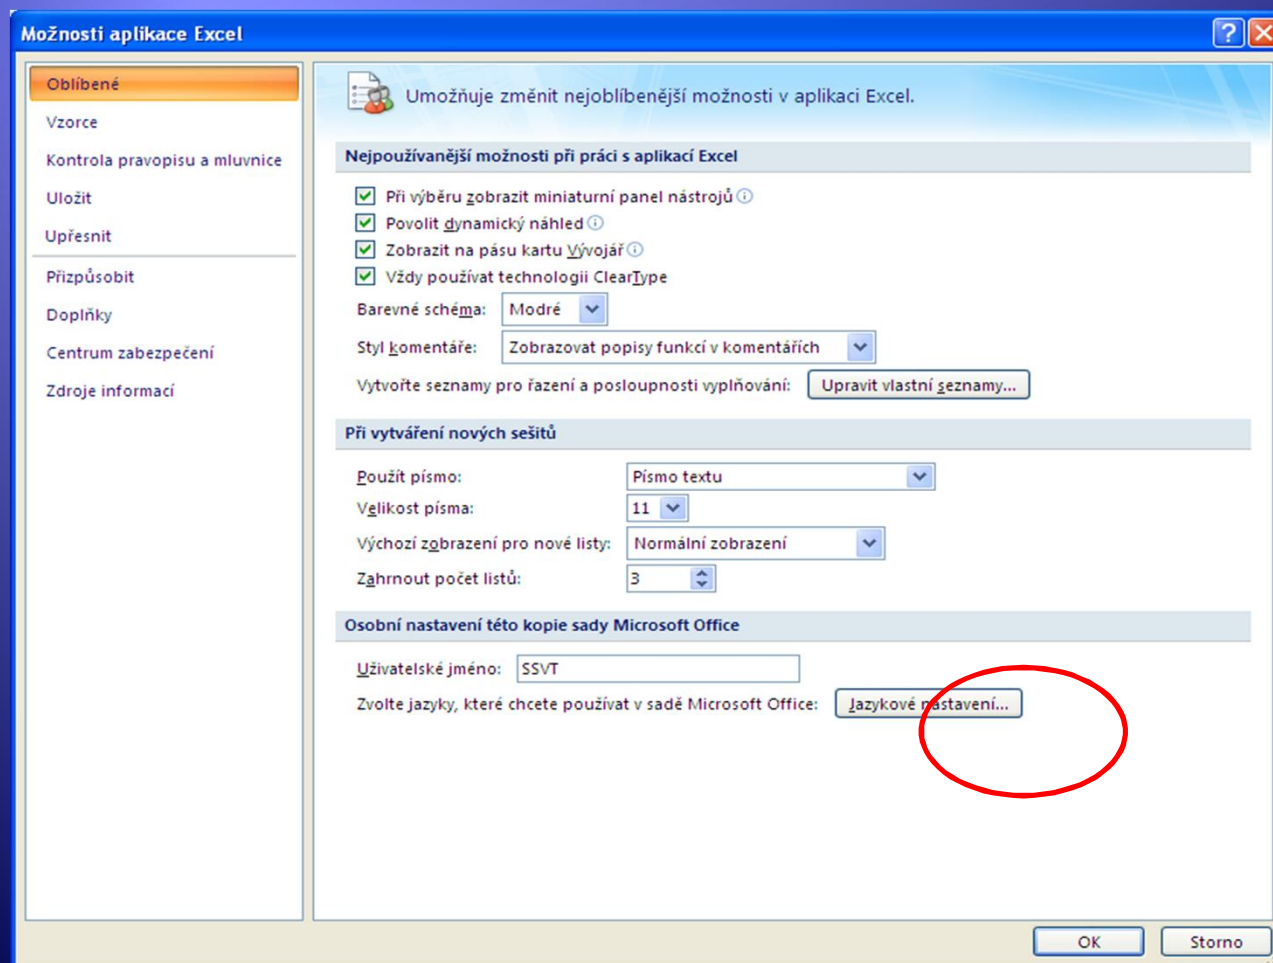 Možnosti aplikace Excel
Oblíbené
Vzorce
Kontrola pravopisu a mluvnice
Uložit
Upřesnit
Přizpůsobit
Doplňky
Centrum zabezpečení
Zdroje informací
Umožňuje změnit nejoblíbenější možnosti v aplikaci Excel.
Nejpoužívanější možnosti při práci s aplikací Excel
Při výběru zobrazit miniaturní panel nástrojů
Povolit dynamický náhled
Zobrazit na pásu kartu Vývojář
Vždy používat technologii ClearType
Barevné schéma: Modré
Styl komentáře: Zobrazovat popisy funkcí v komentářích
Vytvořte seznamy pro řazení a posloupnosti vyplňování: Upravit vlastní seznamy...
Při vytváření nových sešitů
Použít písmo: Písmo textu
Velikost písma: 11
Výchozí zobrazení pro nové listy: Normální zobrazení
Zahrnout počet listů: 3
Osobní nastavení této kopie sady Microsoft Office
Uživatelské jméno: SSVT
Zvolte jazyky, které chcete používat v sadě Microsoft Office: Jazykové nastavení...
OK Storno